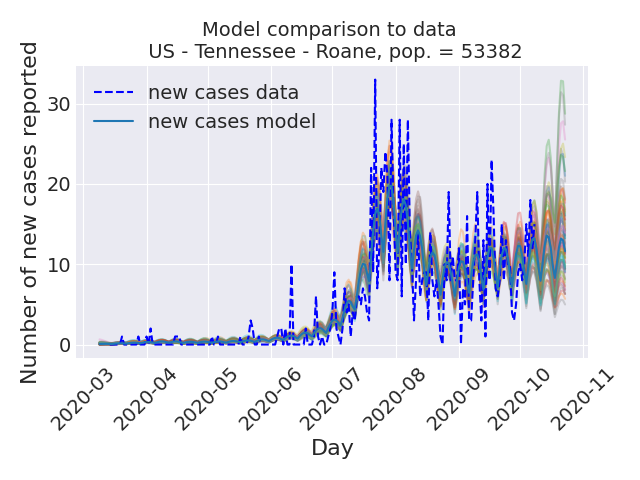 Model comparison to data
US - Tennessee - Roane, pop. = 53382
Number of new cases reported
new cases data
new cases model
30
20
10
0
2020-03
2020-04
2020-05
2020-06
2020-07
2020-08
2020-09
2020-10
2020-11
Day